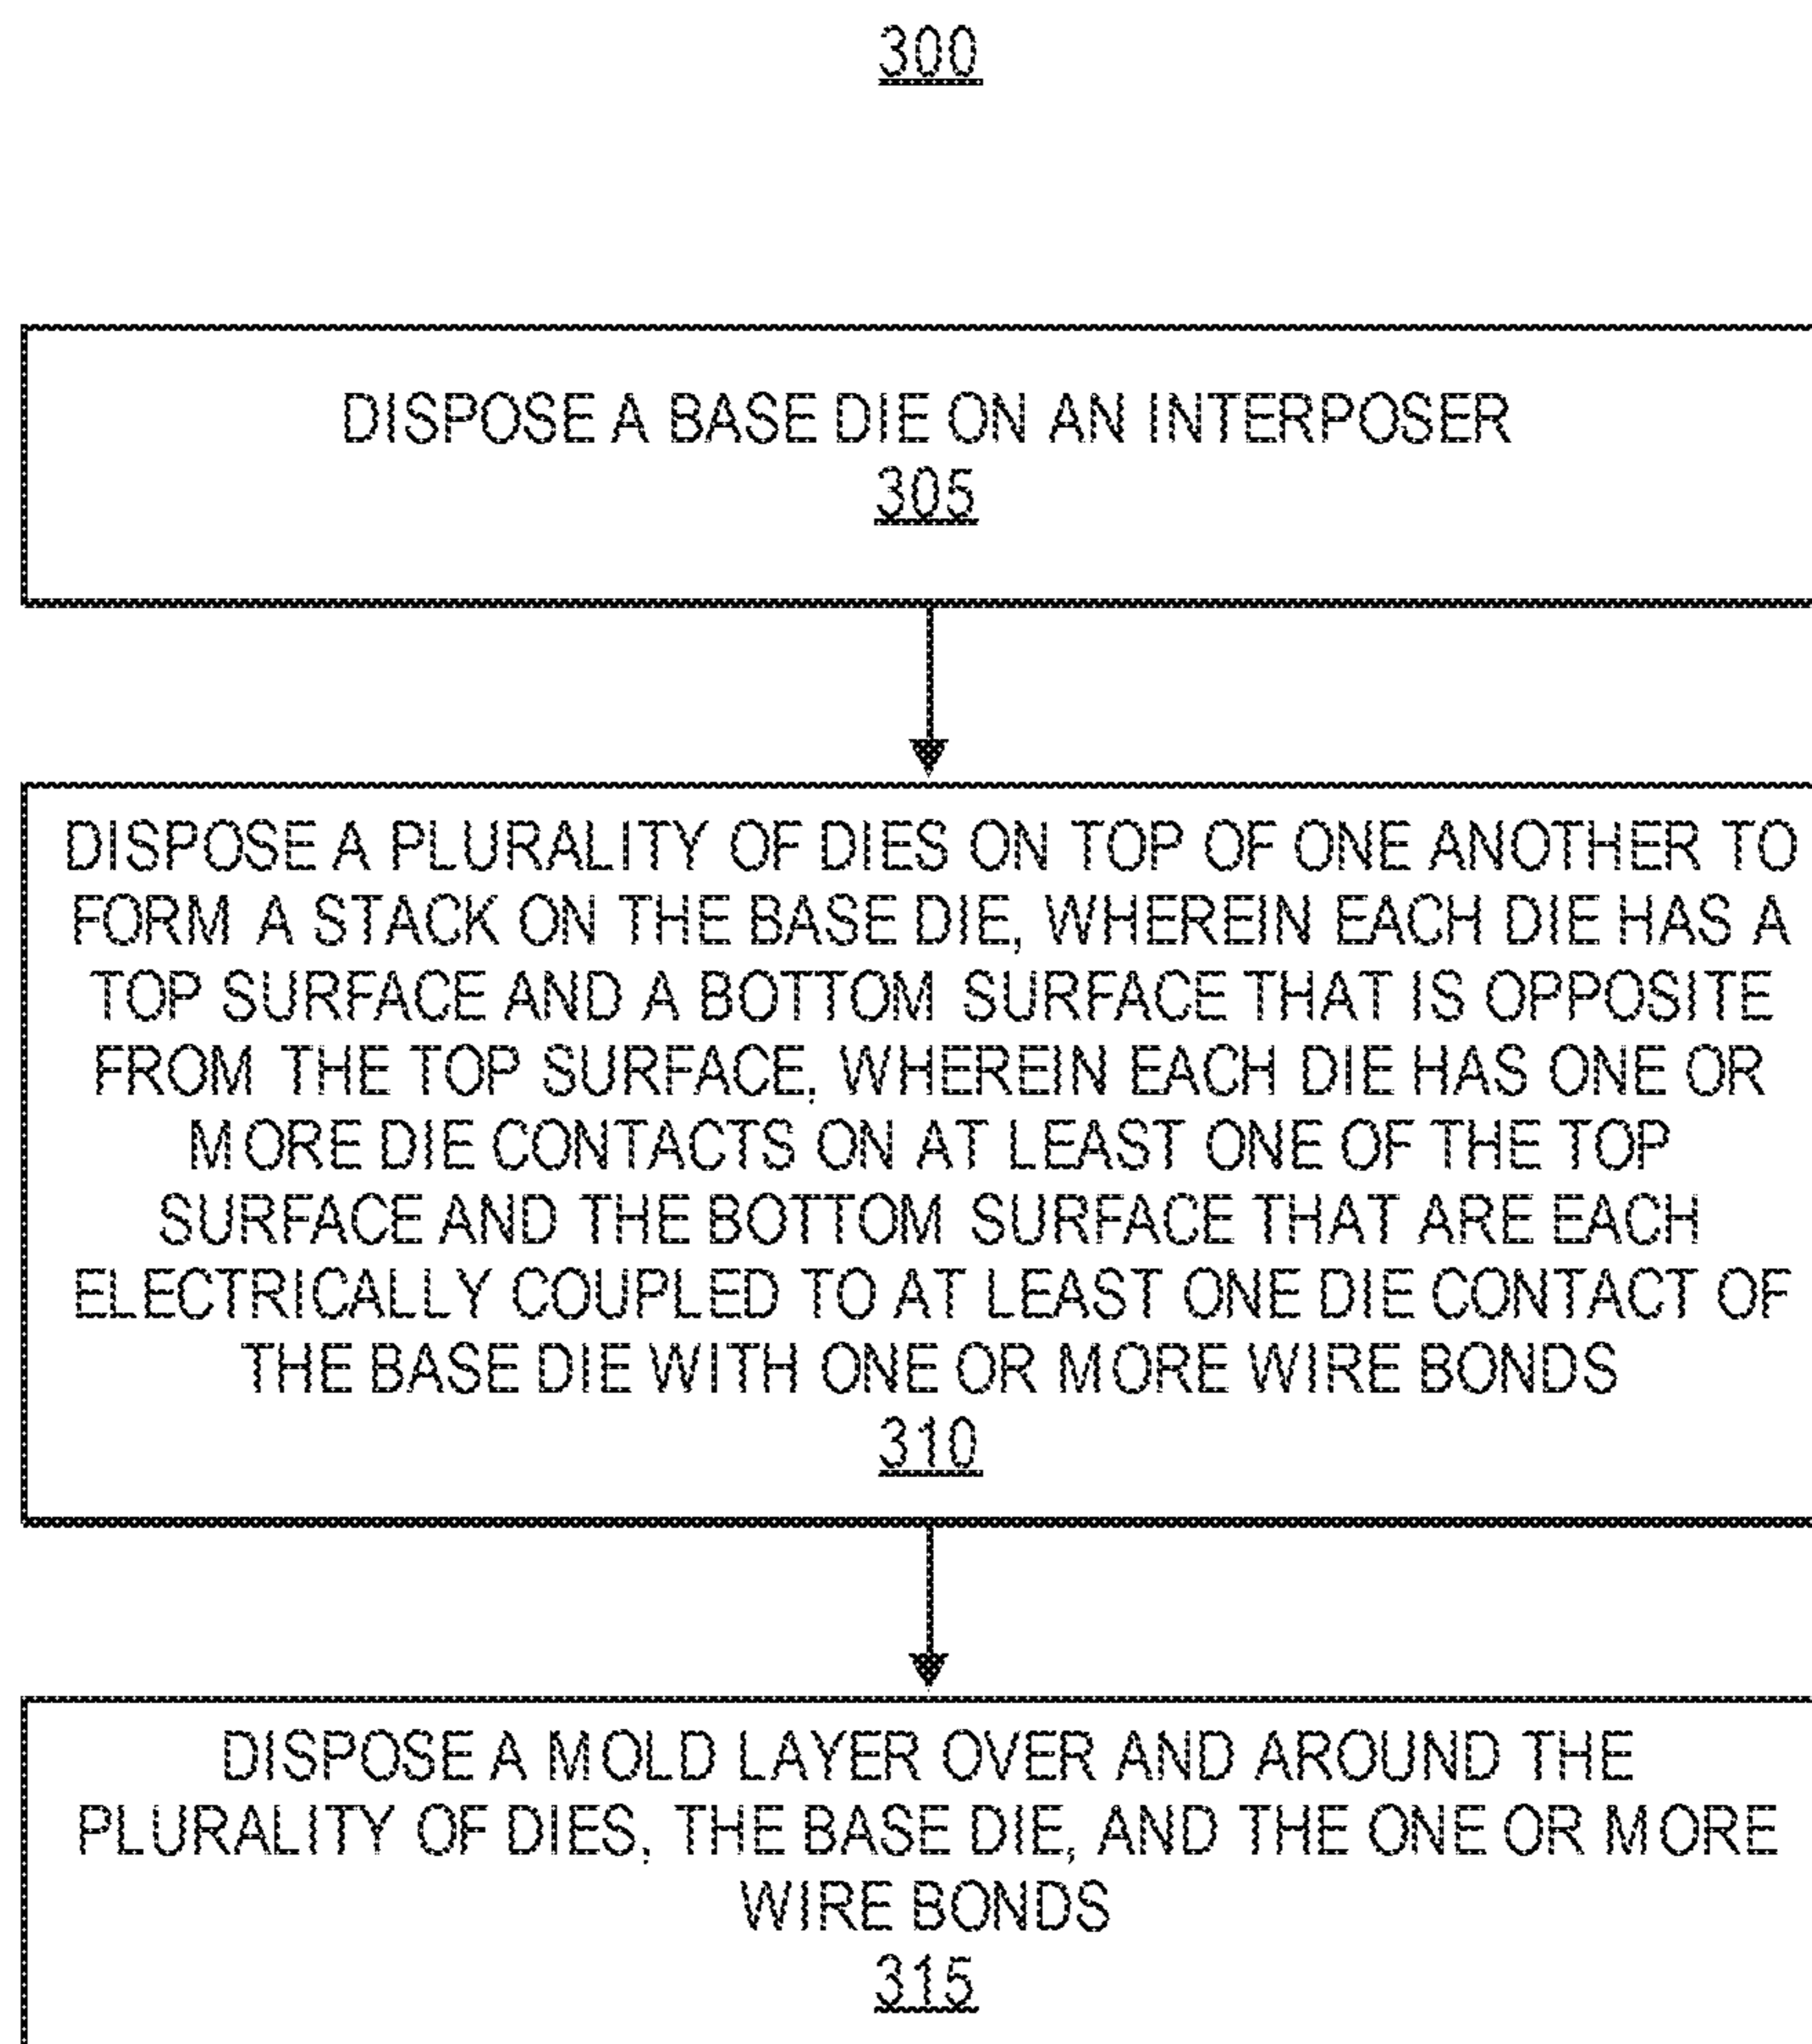 300
DISPOSE A BASE DIE ON AN INTERPOSER
305
DISPOSE A PLURALITY OF DIES ON TOP OF ONE ANOTHER TO
FORM A STACK ON THE BASE DIE, WHEREIN EACH DIE HAS A
TOP SURFACE AND A BOTTOM SURFACE THAT IS OPPOSITE
FROM THE TOP SURFACE, WHEREIN EACH DIE HAS ONE OR
MORE DIE CONTACTS ON AT LEAST ONE OF THE TOP
SURFACE AND THE BOTTOM SURFACE THAT ARE EACH
ELECTRICALLY COUPLED TO AT LEAST ONE DIE CONTACT OF
THE BASE DIE WITH ONE OR MORE WIRE BONDS
310
DISPOSE A MOLD LAYER OVER AND AROUND THE
PLURALITY OF DIES, THE BASE DIE, AND THE ONE OR MORE
WIRE BONDS
315